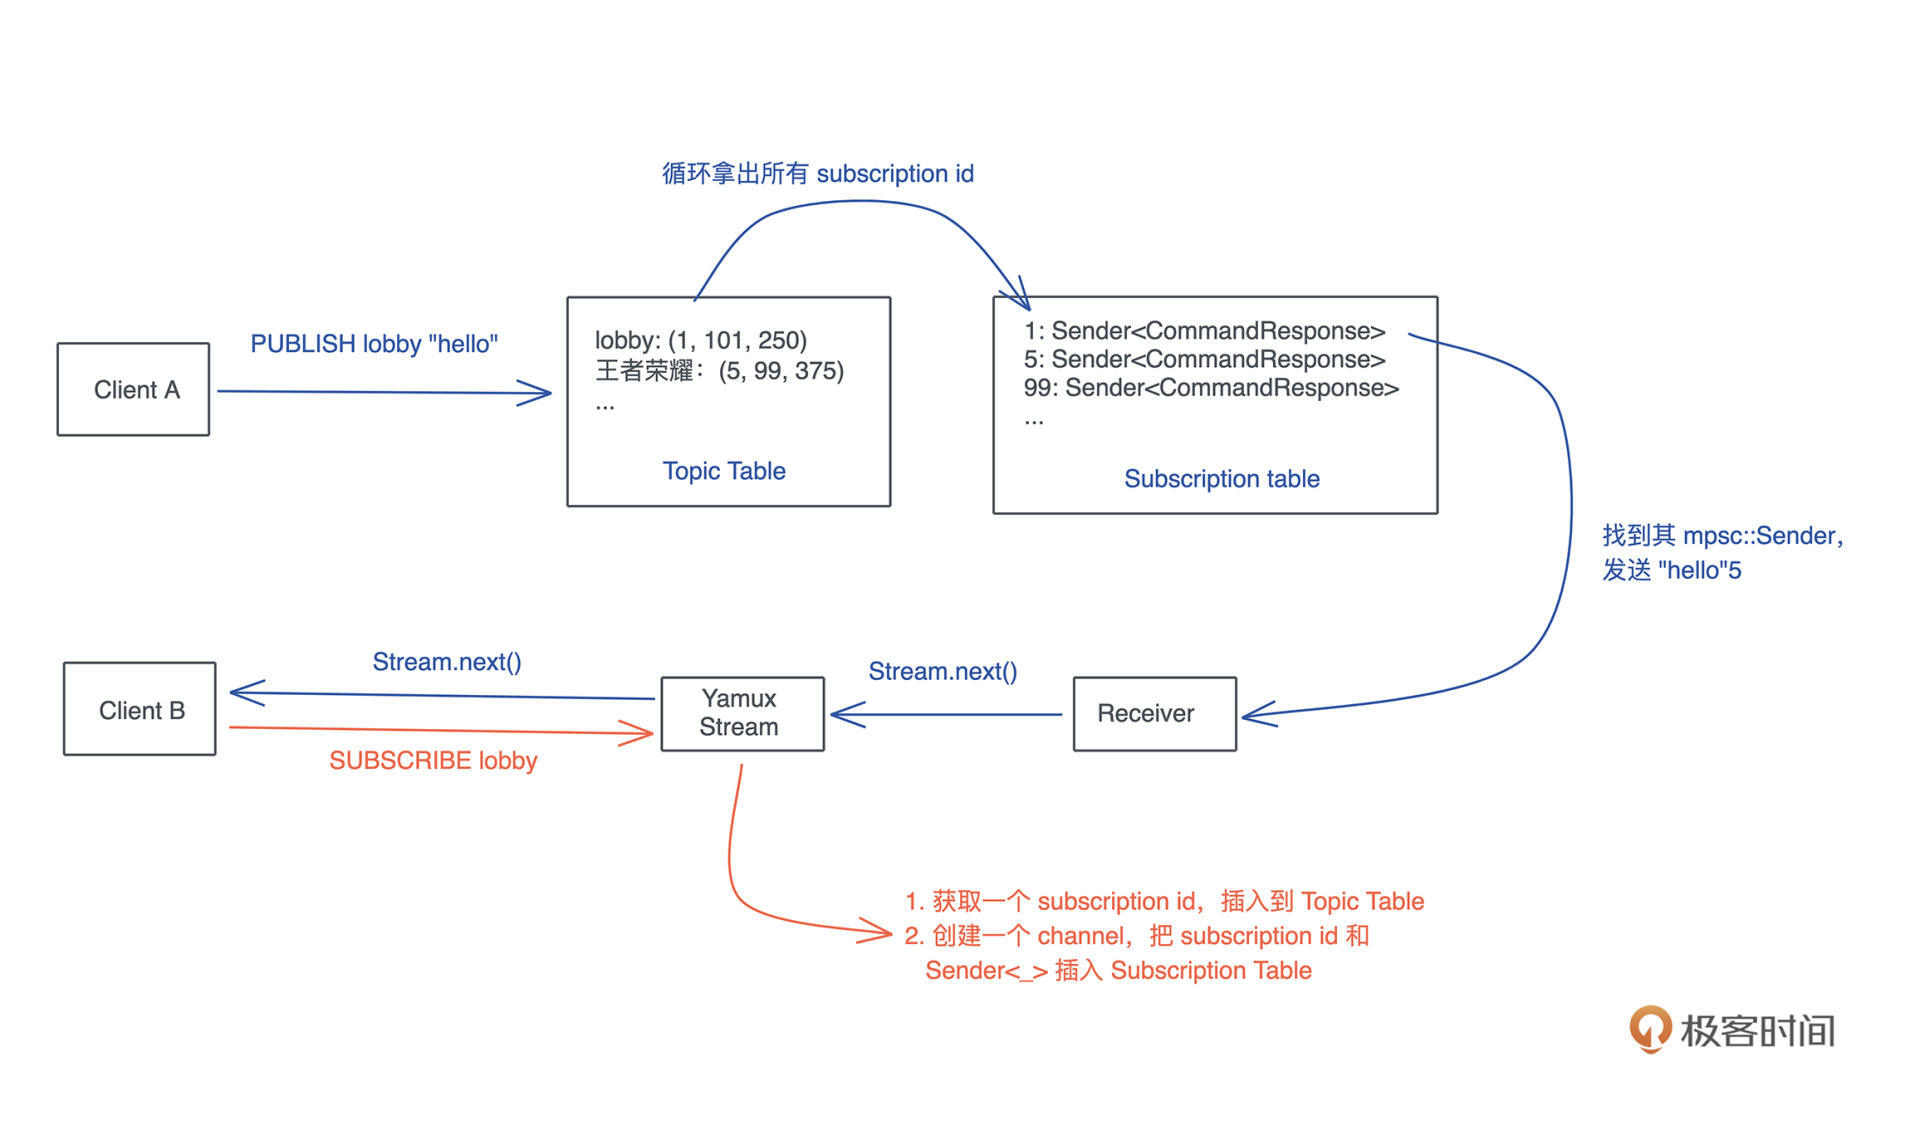 循环拿出所有 subscription id
Client A
PUBLISH lobby "hello"
lobby: (1, 101, 250)
王者荣耀：(5, 99, 375)
...
Topic Table
1: Sender<CommandResponse>
5: Sender<CommandResponse>
99: Sender<CommandResponse>
...
Subscription table
找到其 mpsc::Sender，
发送 "hello"5
Client B
Stream.next()
SUBSCRIBE lobby
Yamux
Stream
Stream.next()
Receiver
1. 获取一个 subscription id，插入到 Topic Table
2. 创建一个 channel，把 subscription id 和
Sender<_> 插入 Subscription Table
极客时间